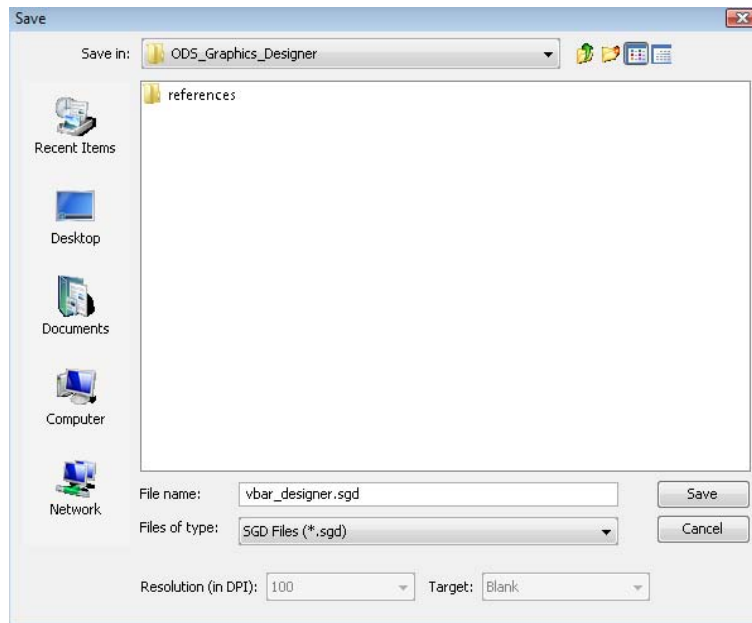 Save
Save in: ODS_Graphics_Designer
references
Recent Items
Desktop
Documents
Computer
Network
File name: vbar_designer.sgd Save
Files of type: SGD Files (*.sgd) Cancel
Resolution (in DPI): 100 Target: Blank